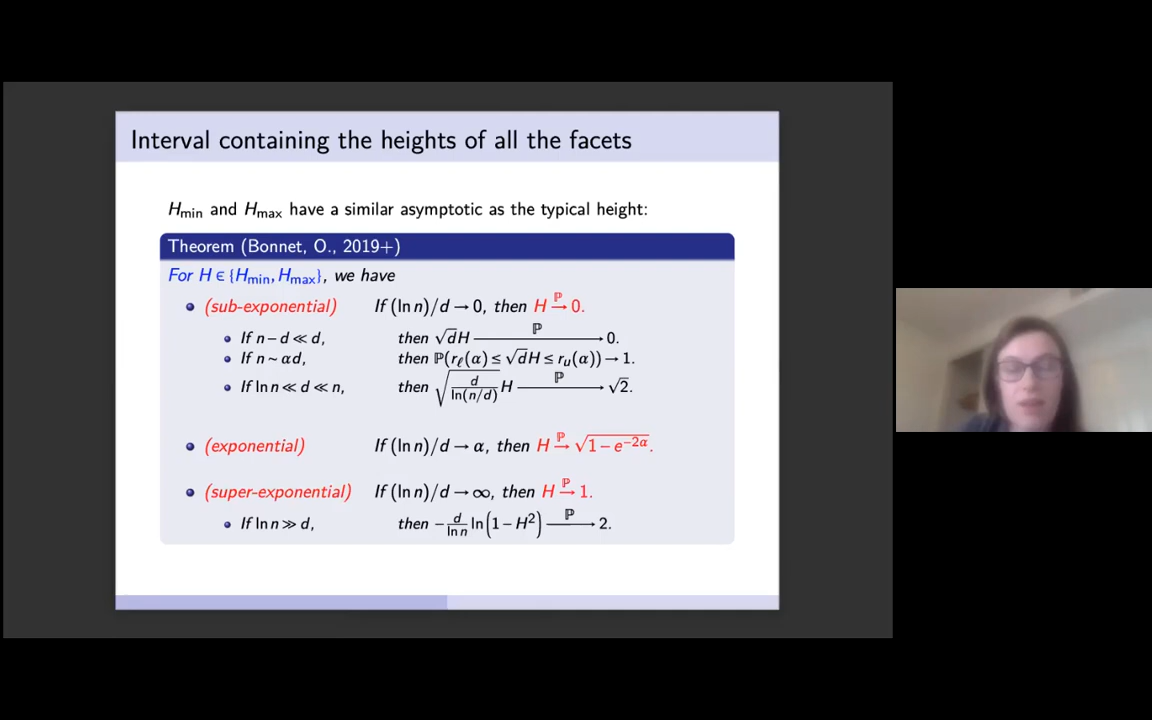 Interval containing the heights of all the facets
H_min and H_max have a similar asymptotic as the typical height:
Theorem (Bonnet, O., 2019+)
For H ∈ {H_min, H_max}, we have
• (sub-exponential) If (ln n)/d → 0, then H →^ℙ 0.
• If n − d ≪ d, then √d H →^ℙ 0.
• If n ~ αd, then ℙ(r_ℓ(α) ≤ √d H ≤ r_u(α)) → 1.
• If ln n ≪ d ≪ n, then √(d/ln(n/d)) H →^ℙ √2.
• (exponential) If (ln n)/d → α, then H →^ℙ √(1 − e^{−2α}).
• (super-exponential) If (ln n)/d → ∞, then H →^ℙ 1.
• If ln n ≫ d, then −(d/ln n) ln(1 − H²) →^ℙ 2.